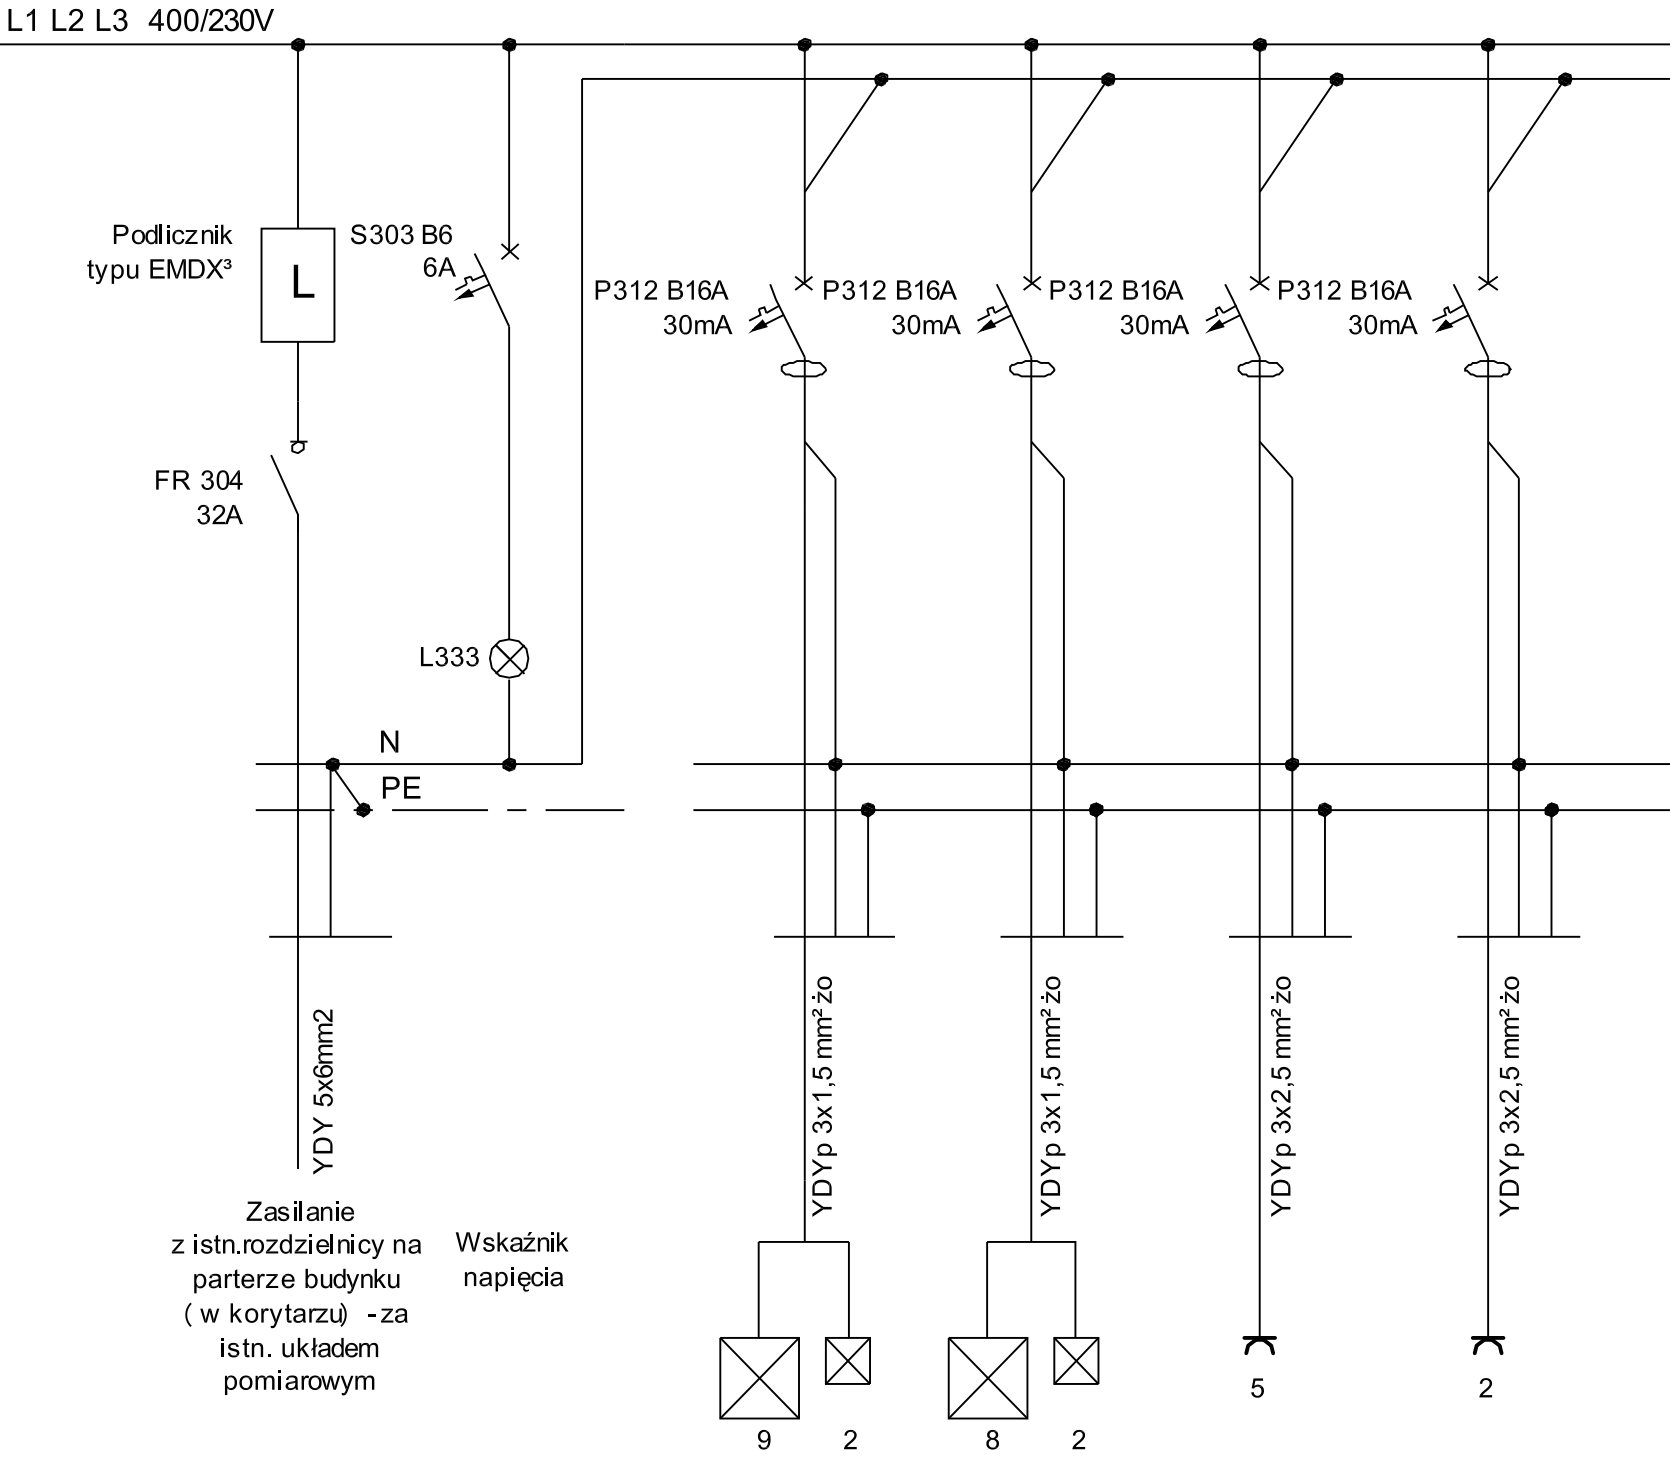 L1 L2 L3 400/230V
Podlicznik
typu EMDX³
L
S303 B6
6A
P312 B16A
30mA
P312 B16A
30mA
P312 B16A
30mA
P312 B16A
30mA
FR 304
32A
L333
N
PE
YDY 5x6mm2
YDYp 3x1,5 mm² żo
YDYp 3x1,5 mm² żo
YDYp 3x2,5 mm² żo
YDYp 3x2,5 mm² żo
Zasilanie
z istn.rozdzielnicy na
parterze budynku
( w korytarzu) -za
istn. układem
pomiarowym
Wskaźnik
napięcia
9
2
8
2
5
2